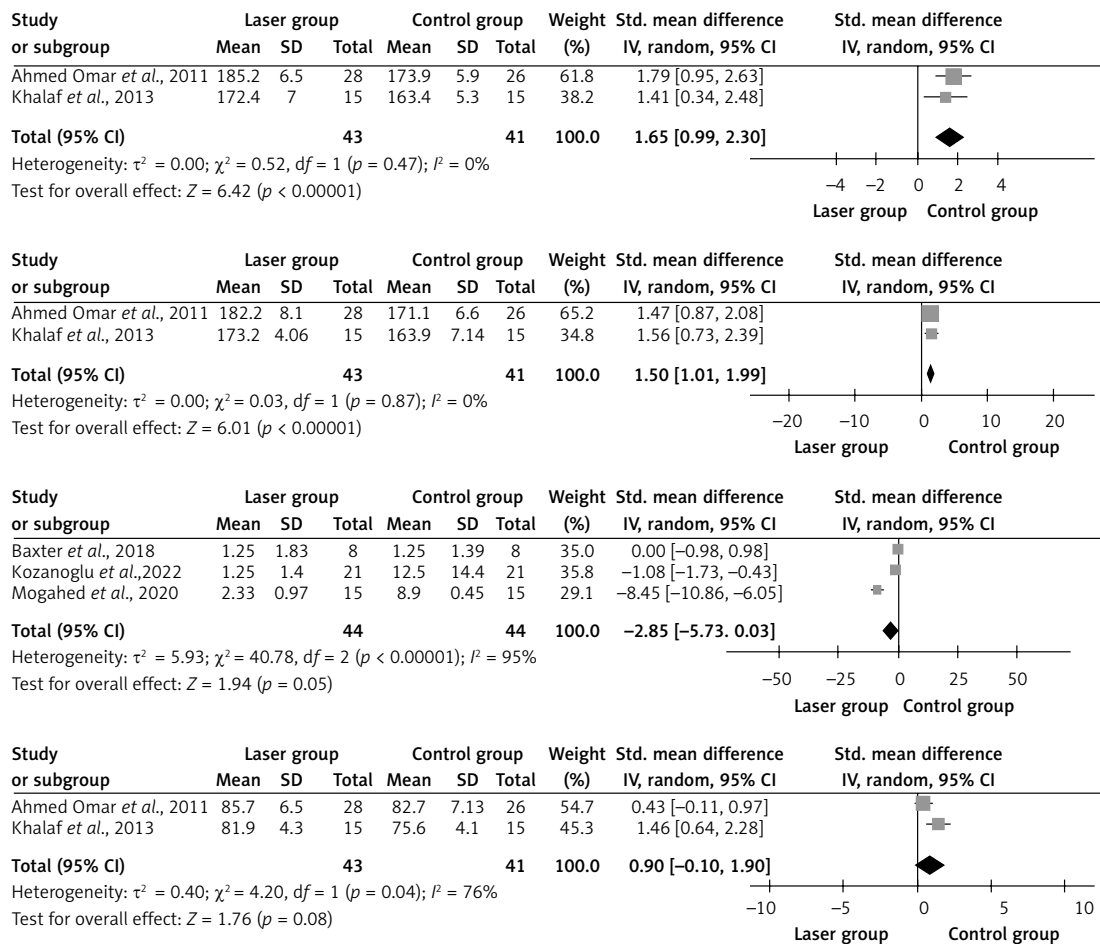 Study Laser group Control group Weight Std. mean difference Std. mean difference
or subgroup Mean SD Total Mean SD Total (%) IV, random, 95% CI IV, random, 95% CI
Ahmed Omar et al., 2011 185.2 6.5 28 173.9 5.9 26 61.8 1.79 [0.95, 2.63]
Khalaf et al., 2013 172.4 7 15 163.4 5.3 15 38.2 1.41 [0.34, 2.48]
Total (95% CI) 43 41 100.0 1.65 [0.99, 2.30]
Heterogeneity: τ² = 0.00; χ² = 0.52, df = 1 (p = 0.47); I² = 0%
Test for overall effect: Z = 6.42 (p < 0.00001)
–4 –2 0 2 4
Laser group Control group
Study Laser group Control group Weight Std. mean difference Std. mean difference
or subgroup Mean SD Total Mean SD Total (%) IV, random, 95% CI IV, random, 95% CI
Ahmed Omar et al., 2011 182.2 8.1 28 171.1 6.6 26 65.2 1.47 [0.87, 2.08]
Khalaf et al., 2013 173.2 4.06 15 163.9 7.14 15 34.8 1.56 [0.73, 2.39]
Total (95% CI) 43 41 100.0 1.50 [1.01, 1.99]
Heterogeneity: τ² = 0.00; χ² = 0.03, df = 1 (p = 0.87); I² = 0%
Test for overall effect: Z = 6.01 (p < 0.00001)
–20 –10 0 10 20
Laser group Control group
Study Laser group Control group Weight Std. mean difference Std. mean difference
or subgroup Mean SD Total Mean SD Total (%) IV, random, 95% CI IV, random, 95% CI
Baxter et al., 2018 1.25 1.83 8 1.25 1.39 8 35.0 0.00 [–0.98, 0.98]
Kozanoglu et al.,2022 1.25 1.4 21 12.5 14.4 21 35.8 –1.08 [–1.73, –0.43]
Mogahed et al., 2020 2.33 0.97 15 8.9 0.45 15 29.1 –8.45 [–10.86, –6.05]
Total (95% CI) 44 44 100.0 –2.85 [–5.73. 0.03]
Heterogeneity: τ² = 5.93; χ² = 40.78, df = 2 (p < 0.00001); I² = 95%
Test for overall effect: Z = 1.94 (p = 0.05)
–50 –25 0 25 50
Laser group Control group
Study Laser group Control group Weight Std. mean difference Std. mean difference
or subgroup Mean SD Total Mean SD Total (%) IV, random, 95% CI IV, random, 95% CI
Ahmed Omar et al., 2011 85.7 6.5 28 82.7 7.13 26 54.7 0.43 [–0.11, 0.97]
Khalaf et al., 2013 81.9 4.3 15 75.6 4.1 15 45.3 1.46 [0.64, 2.28]
Total (95% CI) 43 41 100.0 0.90 [–0.10, 1.90]
Heterogeneity: τ² = 0.40; χ² = 4.20, df = 1 (p = 0.04); I² = 76%
Test for overall effect: Z = 1.76 (p = 0.08)
–10 –5 0 5 10
Laser group Control group